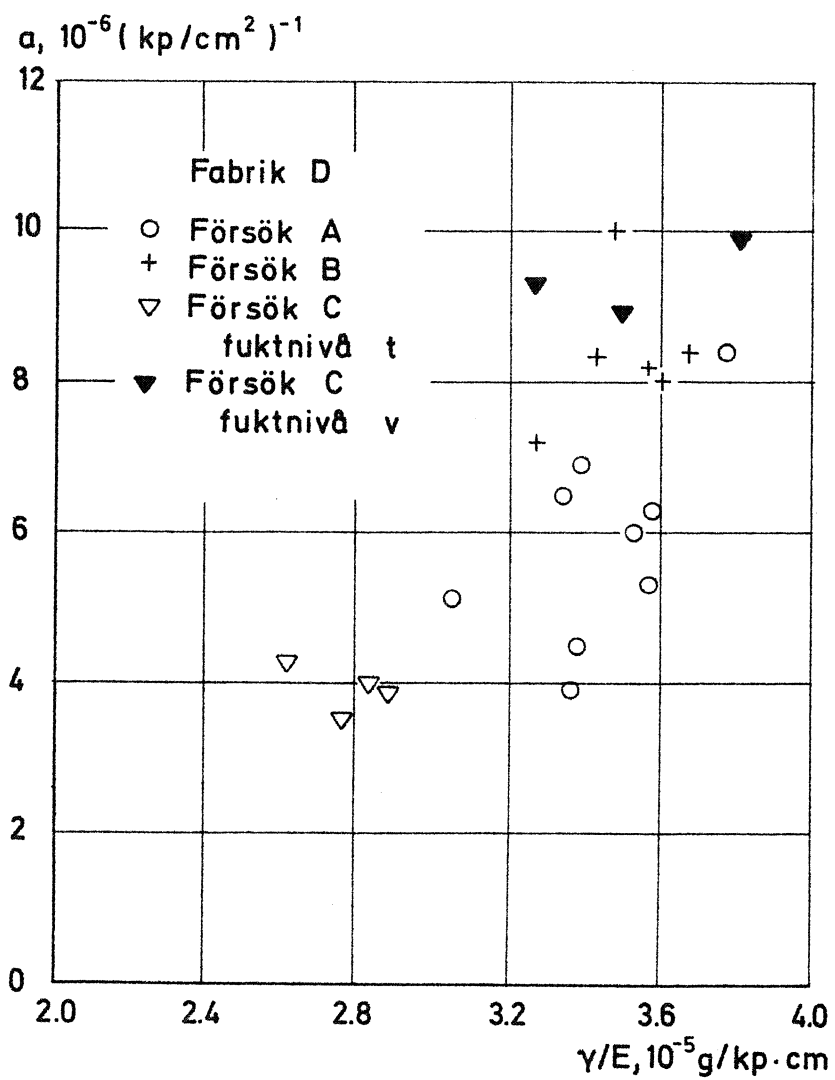 a, 10⁻⁶(kp/cm²)⁻¹
12
10
8
6
4
2
0
Fabrik D
Försök A
Försök B
Försök C
fuktnivå t
Försök C
fuktnivå v
2.0 2.4 2.8 3.2 3.6 4.0
γ/E, 10⁻⁵g/kp·cm